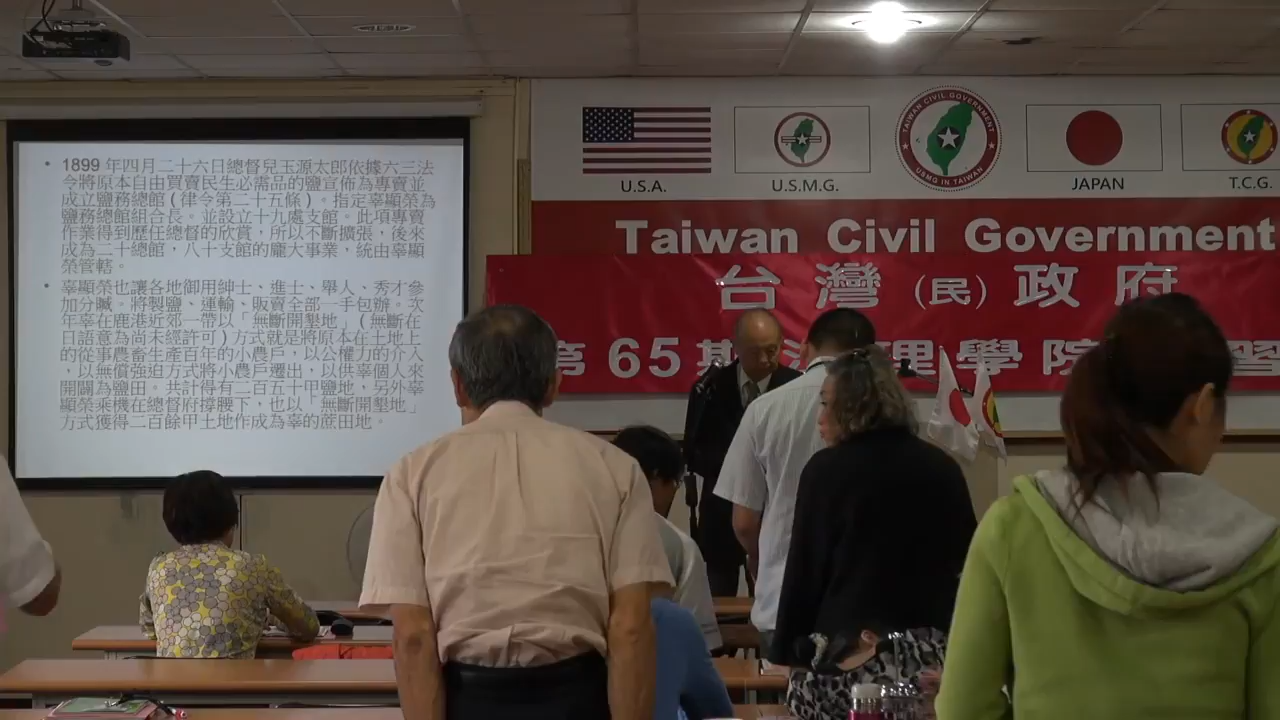 • 1899 年四月二十六日總督兒玉源太郎依據六三法
令將原本自由買賣民生必需品的鹽宣佈為專賣並
成立鹽務總館（律令第二十五條）。指定辜顯榮為
鹽務總館組合長。並設立十九處支館。此項專賣
作業得到歷任總督的欣賞，所以不斷擴張，後來
成為二十總館，八十支館的龐大事業，統由辜顯
榮管轄。
• 辜顯榮也讓各地御用紳士、進士、舉人、秀才參
加分贓。將製鹽、運輸、販賣全部一手包辦。次
年辜在鹿港近郊一帶以「無斷開墾地」（無斷在
日語意為尚未經許可）方式就是將原本在土地上
的從事農畜生產百年的小農戶，以公權力的介入
，以無償強迫方式將小農戶遷出，以供辜個人來
開闢為鹽田。共計得有二百五十甲鹽地，另外辜
顯榮乘機在總督府撐腰下，也以「無斷開墾地」
方式獲得二百餘甲土地作成為辜的蔗田地。
U.S.A.
U.S.M.G.
TAIWAN CIVIL GOVERNMENT
USMG IN TAIWAN
JAPAN
T.C.G.
Taiwan Civil Government
台灣（民）政府
第65期法理學院
習